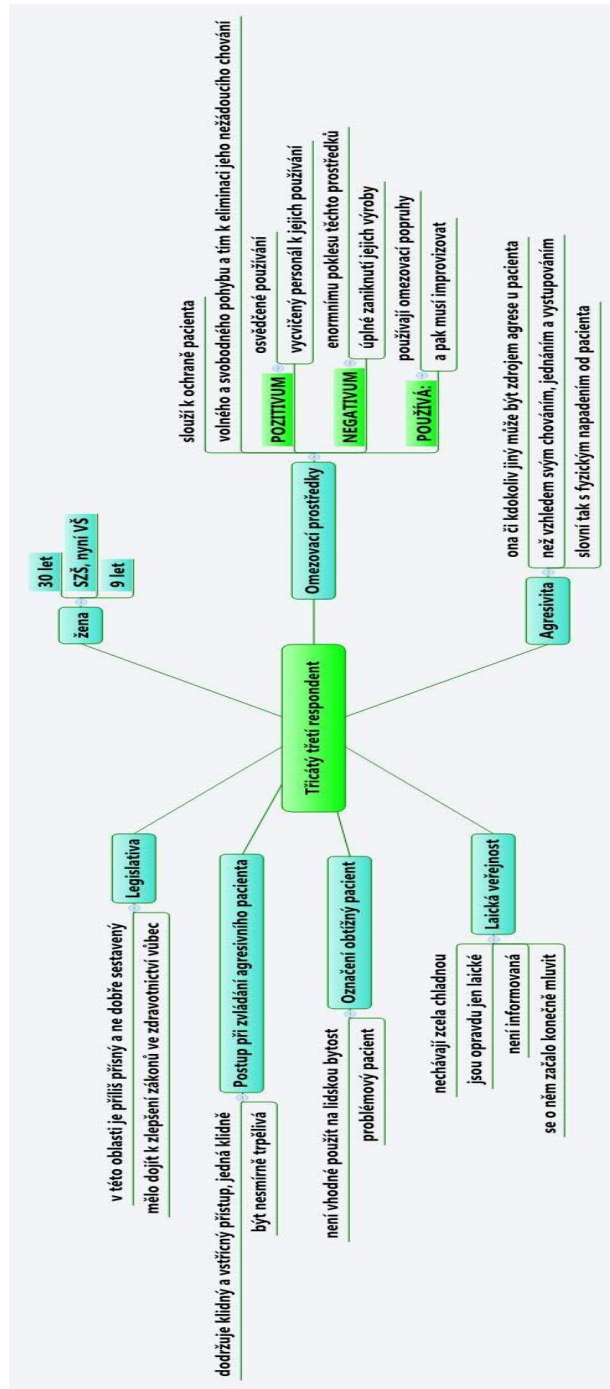 Třicátý třetí respondent
žena
30 let
SZŠ, nyní VŠ
9 let
Omezovací prostředky
slouží k ochraně pacienta
volného a svobodného pohybu a tím k eliminaci jeho nežádoucího chování
POZITIVUM
osvědčené používání
vycvičený personál k jejich používání
NEGATIVUM
enormnímu poklesu těchto prostředků
úplné zaniknutí jejich výroby
POUŽÍVÁ:
používají omezovací popruhy
a pak musí improvizovat
Agresivita
ona či kdokoliv jiný může být zdrojem agrese u pacienta
než vzhledem svým chováním, jednáním a vystupováním
slovní tak s fyzickým napadením od pacienta
Legislativa
v této oblasti je příliš přísný a ne dobře sestavený
mělo dojít k zlepšení zákonů ve zdravotnictví vůbec
Postup při zvládání agresivního pacienta
dodržuje klidný a vstřícný přístup, jedná klidně
být nesmírně trpělivá
Označení obtížný pacient
není vhodné použít na lidskou bytost
problémový pacient
Laická veřejnost
nechávají zcela chladnou
jsou opravdu jen laické
není informovaná
se o něm začalo konečně mluvit